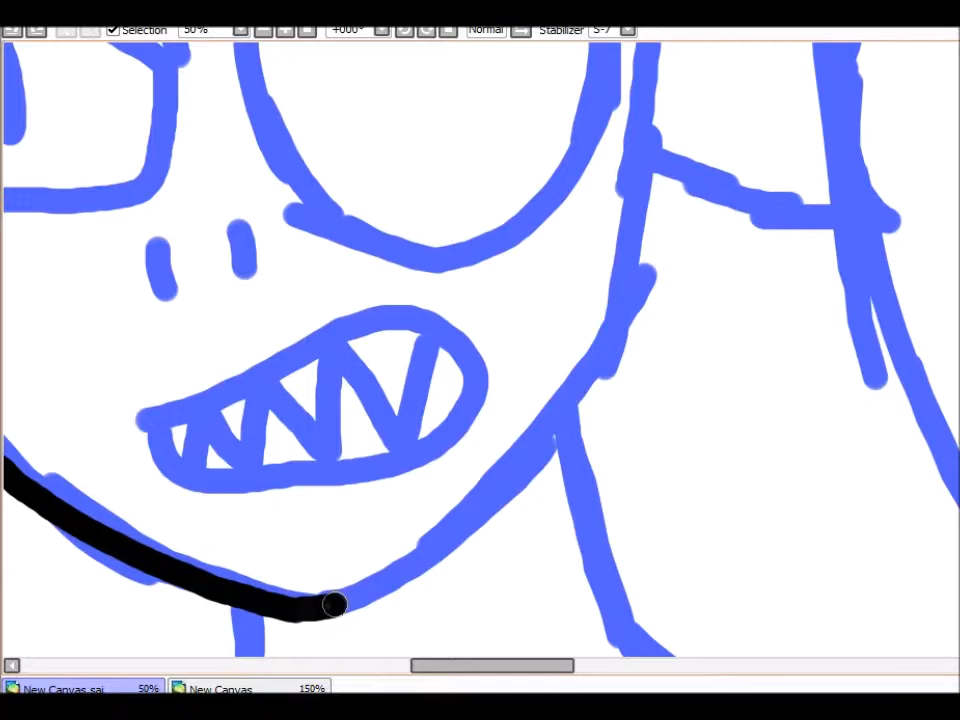 Selection 50% +000° Normal Stabilizer S-7
New Canvas.sai 50% New Canvas 150%